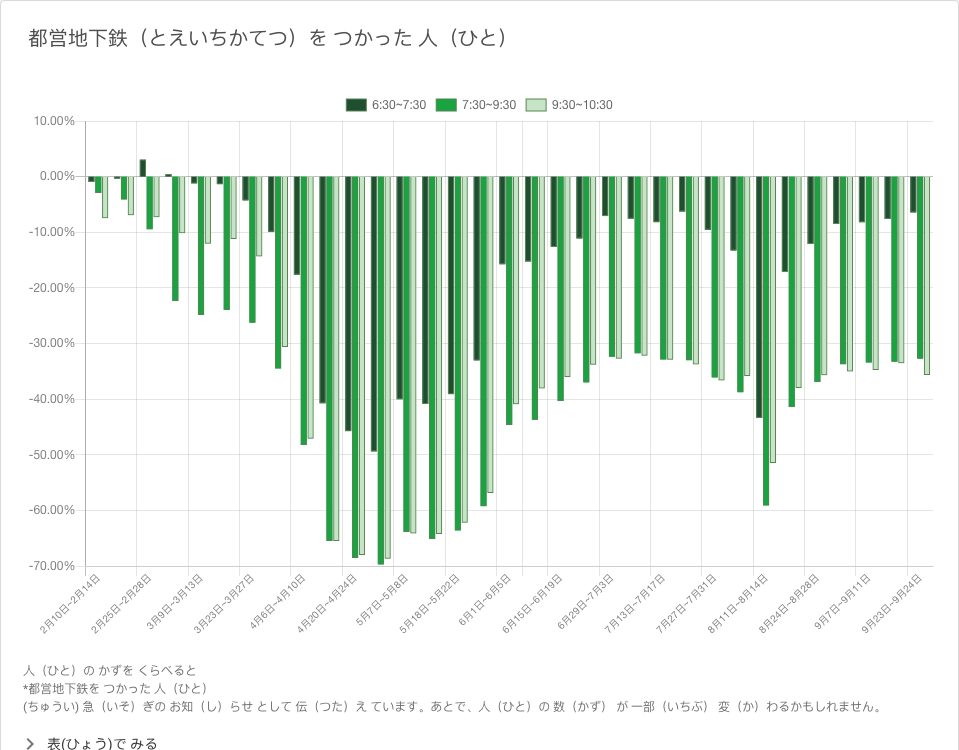 都営地下鉄（とえいちかてつ）を つかった 人（ひと）
6:30~7:30 7:30~9:30 9:30~10:30
10.00%
0.00%
-10.00%
-20.00%
-30.00%
-40.00%
-50.00%
-60.00%
-70.00%
2月10日~2月14日
2月25日~2月28日
3月9日~3月13日
3月23日~3月27日
4月6日~4月10日
4月20日~4月24日
5月7日~5月8日
5月18日~5月22日
6月1日~6月5日
6月15日~6月19日
6月29日~7月3日
7月13日~7月17日
7月27日~7月31日
8月11日~8月14日
8月24日~8月28日
9月7日~9月11日
9月23日~9月24日
人（ひと）の かずを くらべると
*都営地下鉄を つかった 人（ひと）
(ちゅうい) 急（いそ）ぎの お知（し）らせ として 伝（つた）え ています。あとで、人（ひと）の 数（かず） が 一部（いちぶ） 変（か）わるかもしれません。
表(ひょう)で みる